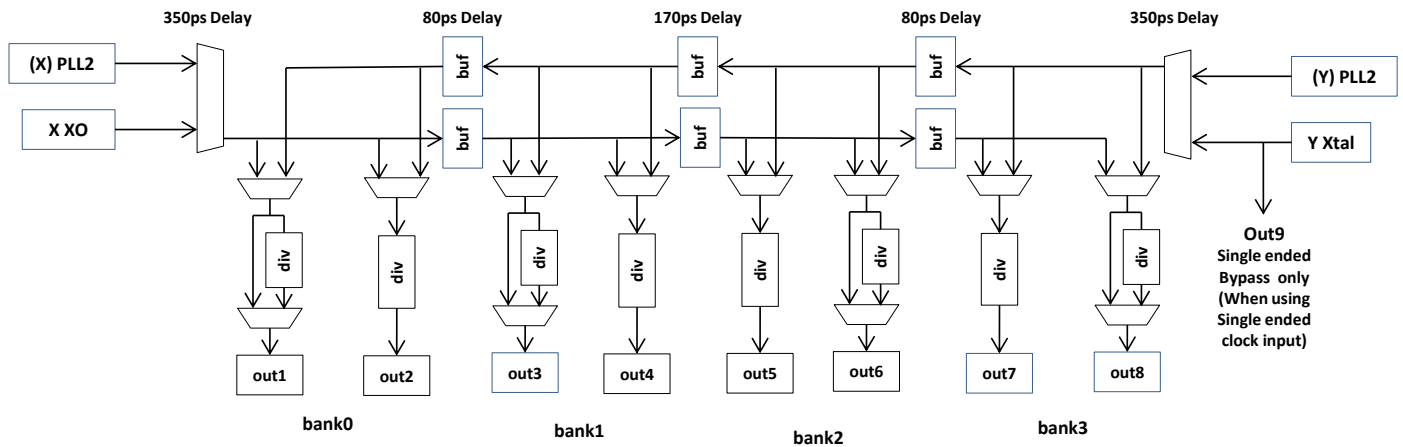 350ps Delay
80ps Delay
170ps Delay
80ps Delay
350ps Delay
(X) PLL2
buf
buf
buf
(Y) PLL2
X XO
buf
buf
buf
Y Xtal
div
div
div
div
div
div
div
div
Out9
Single ended
Bypass only
(When using
Single ended
clock input)
out1
out2
out3
out4
out5
out6
out7
out8
bank0
bank1
bank2
bank3